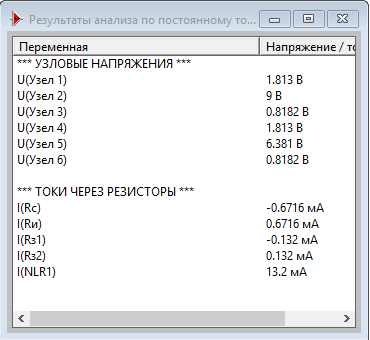 Результаты анализа по постоянному то...
Переменная Напряжение / то
*** УЗЛОВЫЕ НАПРЯЖЕНИЯ ***
U(Узел 1) 1.813 В
U(Узел 2) 9 В
U(Узел 3) 0.8182 В
U(Узел 4) 1.813 В
U(Узел 5) 6.381 В
U(Узел 6) 0.8182 В
*** ТОКИ ЧЕРЕЗ РЕЗИСТОРЫ ***
I(Rc) -0.6716 мА
I(Rи) 0.6716 мА
I(Rз1) -0.132 мА
I(Rз2) 0.132 мА
I(NLR1) 13.2 мА